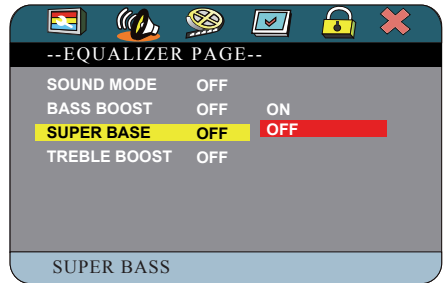 --EQUALIZER PAGE--
SOUND MODE OFF
BASS BOOST OFF ON
SUPER BASE OFF OFF
TREBLE BOOST OFF
SUPER BASS